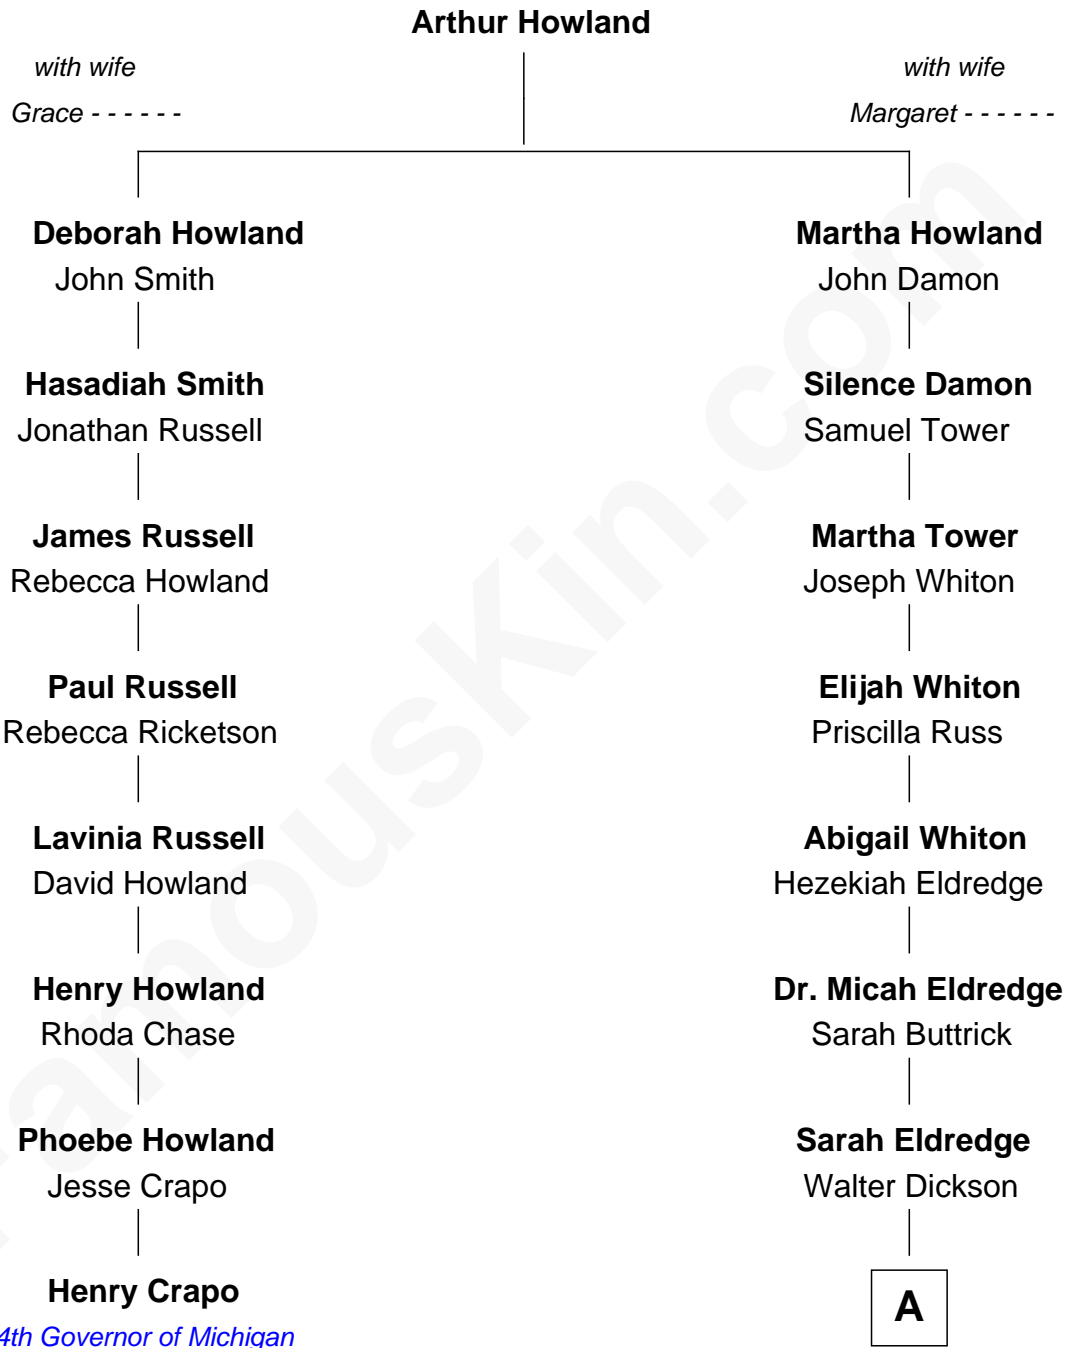 Arthur Howland
with wife
Grace - - - - - -
with wife
Margaret - - - - - -
Deborah Howland
John Smith
Hasadiah Smith
Jonathan Russell
James Russell
Rebecca Howland
Paul Russell
Rebecca Ricketson
Lavinia Russell
David Howland
Henry Howland
Rhoda Chase
Phoebe Howland
Jesse Crapo
Henry Crapo
4th Governor of Michigan
Martha Howland
John Damon
Silence Damon
Samuel Tower
Martha Tower
Joseph Whiton
Elijah Whiton
Priscilla Russ
Abigail Whiton
Hezekiah Eldredge
Dr. Micah Eldredge
Sarah Buttrick
Sarah Eldredge
Walter Dickson
A
FamousKin.com